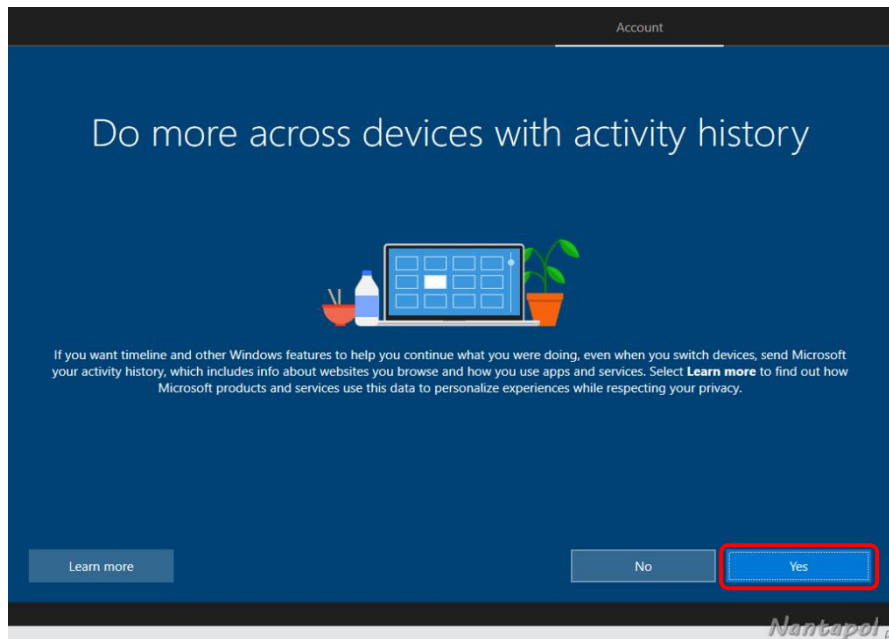 Account
Do more across devices with activity history
If you want timeline and other Windows features to help you continue what you were doing, even when you switch devices, send Microsoft
your activity history, which includes info about websites you browse and how you use apps and services. Select Learn more to find out how
Microsoft products and services use this data to personalize experiences while respecting your privacy.
Learn more
No
Yes
Nantapol